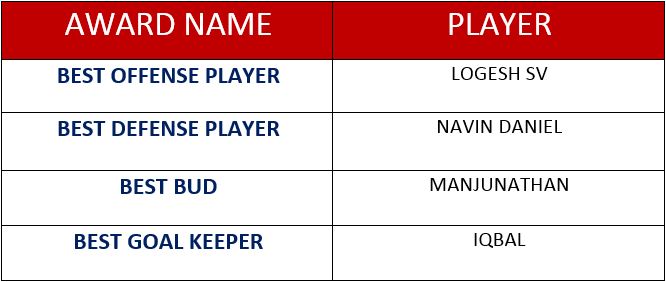 AWARD NAME PLAYER
BEST OFFENSE PLAYER LOGESH SV
BEST DEFENSE PLAYER NAVIN DANIEL
BEST BUD MANJUNATHAN
BEST GOAL KEEPER IQBAL